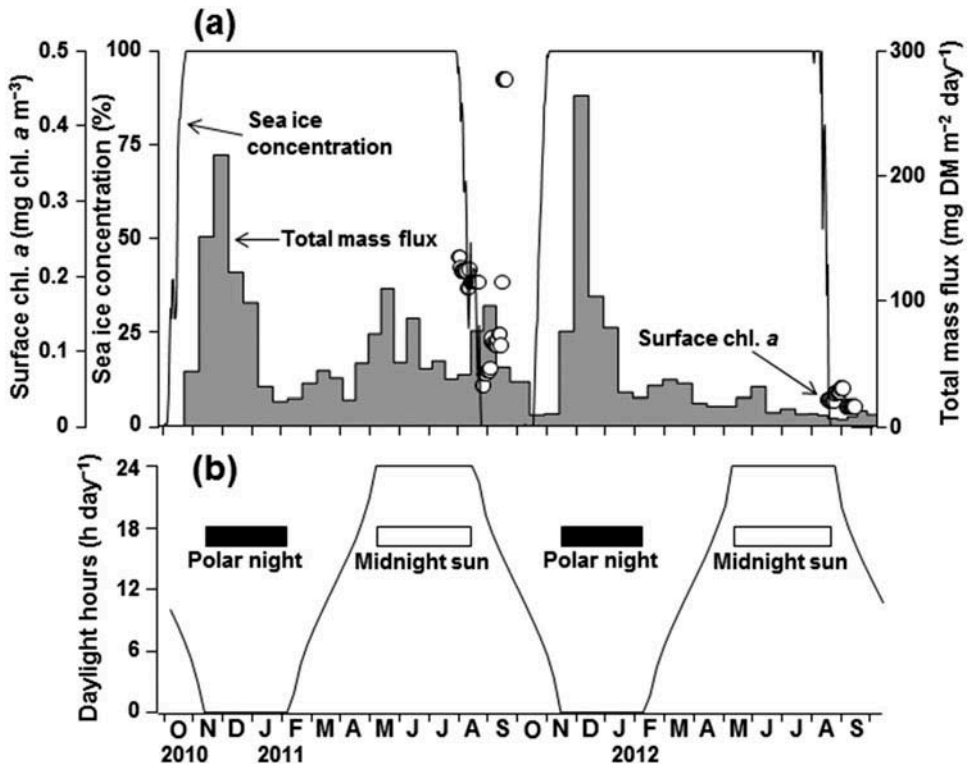 (a)
Surface chl. a (mg chl. a m⁻³)
0.5
0.4
0.3
0.2
0.1
0
Sea ice concentration (%)
100
75
50
25
0
Sea ice
concentration
Total mass flux
Surface chl. a
300
200
100
0
Total mass flux (mg DM m⁻² day⁻¹)
(b)
Daylight hours (h day⁻¹)
24
18
12
6
0
Polar night
Midnight sun
Polar night
Midnight sun
O N D J F M A M J J A S O N D J F M A M J J A S
2010 2011 2012